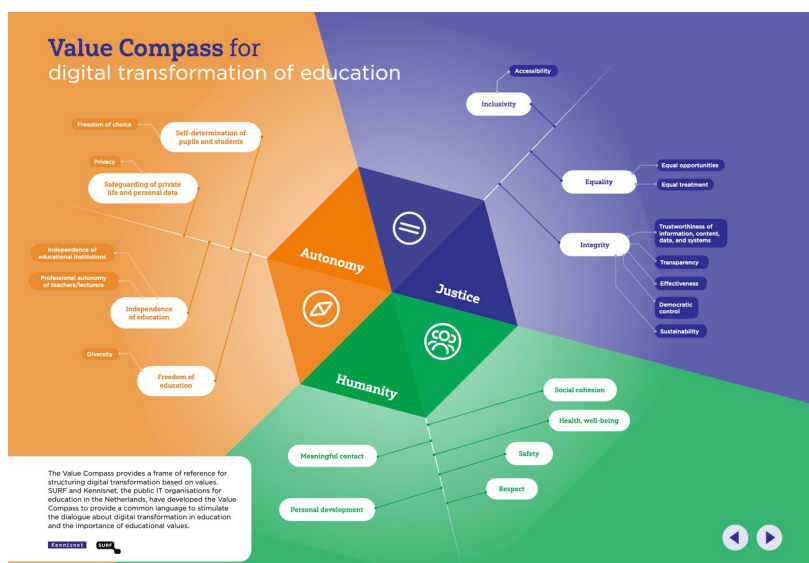 Value Compass for
digital transformation of education
Freedom of choice
Self-determination of
pupils and students
Privacy
Safeguarding of private
life and personal data
Independence of
educational institutions
Professional autonomy
of teachers/lecturers
Independence
of education
Diversity
Freedom of
education
Autonomy
Justice
Humanity
Accessibility
Inclusivity
Equality
Equal opportunities
Equal treatment
Integrity
Trustworthiness of
information, content,
data, and systems
Transparency
Effectiveness
Democratic
control
Sustainability
Social cohesion
Health, well-being
Meaningful contact
Safety
Respect
Personal development
The Value Compass provides a frame of reference for
structuring digital transformation based on values.
SURF and Kennisnet, the public IT organisations for
education in the Netherlands, have developed the Value
Compass to provide a common language to stimulate
the dialogue about digital transformation in education
and the importance of educational values.
Kennisnet
SURF